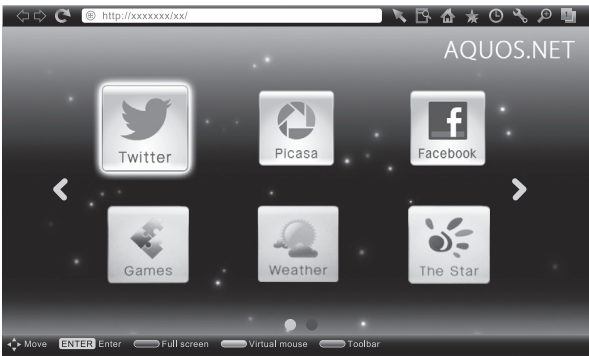 http://xxxxxxx/xx/
AQUOS.NET
Twitter
Picasa
Facebook
Games
Weather
The Star
Move ENTER Enter Full screen Virtual mouse Toolbar